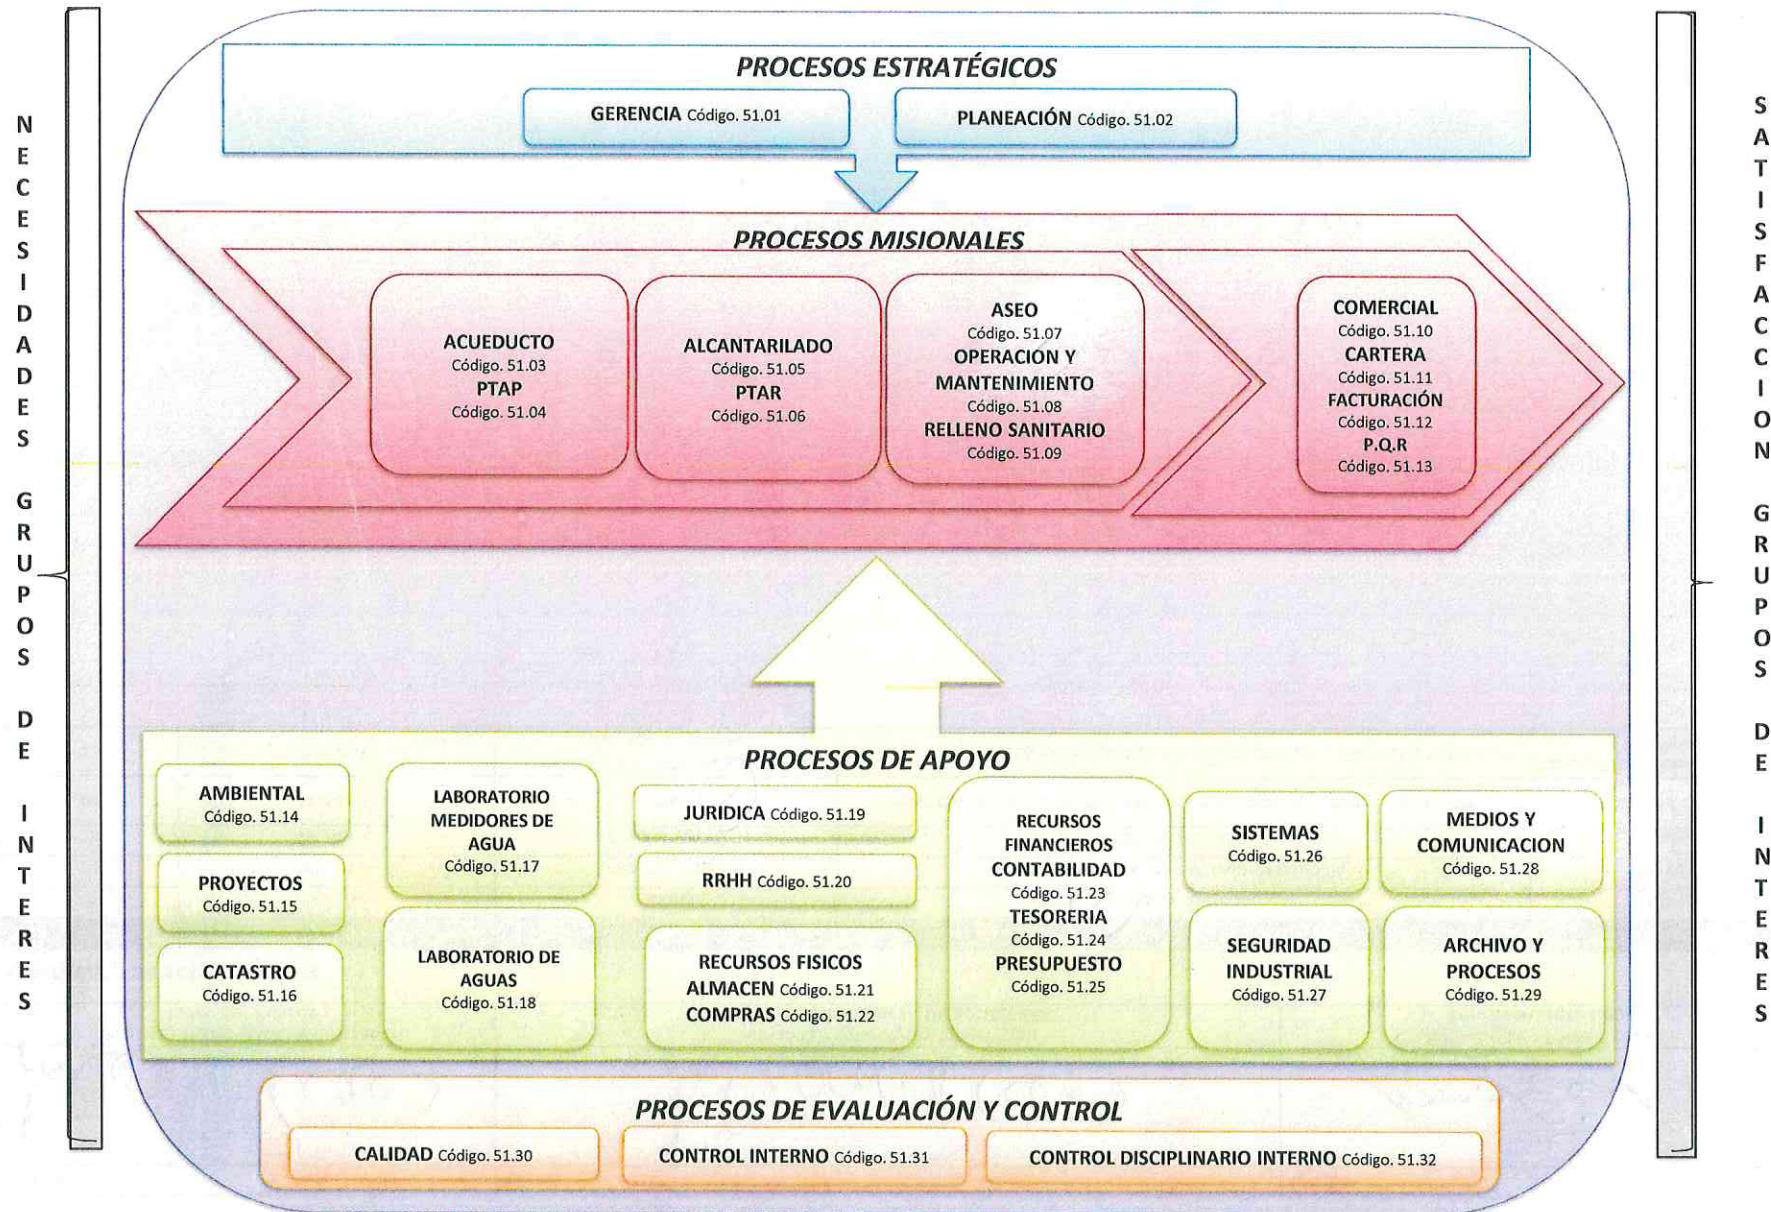 NECESIDADES GRUPOS DE INTERES
PROCESOS ESTRATÉGICOS
GERENCIA Código. 51.01
PLANEACIÓN Código. 51.02
PROCESOS MISIONALES
ACUEDUCTO
Código. 51.03
PTAP
Código. 51.04
ALCANTARILADO
Código. 51.05
PTAR
Código. 51.06
ASEO
Código. 51.07
OPERACION Y
MANTENIMIENTO
Código. 51.08
RELLENO SANITARIO
Código. 51.09
COMERCIAL
Código. 51.10
CARTERA
Código. 51.11
FACTURACIÓN
Código. 51.12
P.Q.R
Código. 51.13
PROCESOS DE APOYO
AMBIENTAL
Código. 51.14
PROYECTOS
Código. 51.15
CATASTRO
Código. 51.16
LABORATORIO
MEDIDORES DE
AGUA
Código. 51.17
LABORATORIO DE
AGUAS
Código. 51.18
JURIDICA Código. 51.19
RRHH Código. 51.20
RECURSOS FISICOS
ALMACEN Código. 51.21
COMPRAS Código. 51.22
RECURSOS
FINANCIEROS
CONTABILIDAD
Código. 51.23
TESORERIA
Código. 51.24
PRESUPUESTO
Código. 51.25
SISTEMAS
Código. 51.26
SEGURIDAD
INDUSTRIAL
Código. 51.27
MEDIOS Y
COMUNICACION
Código. 51.28
ARCHIVO Y
PROCESOS
Código. 51.29
PROCESOS DE EVALUACIÓN Y CONTROL
CALIDAD Código. 51.30
CONTROL INTERNO Código. 51.31
CONTROL DISCIPLINARIO INTERNO Código. 51.32
SATISFACCION GRUPOS DE INTERES